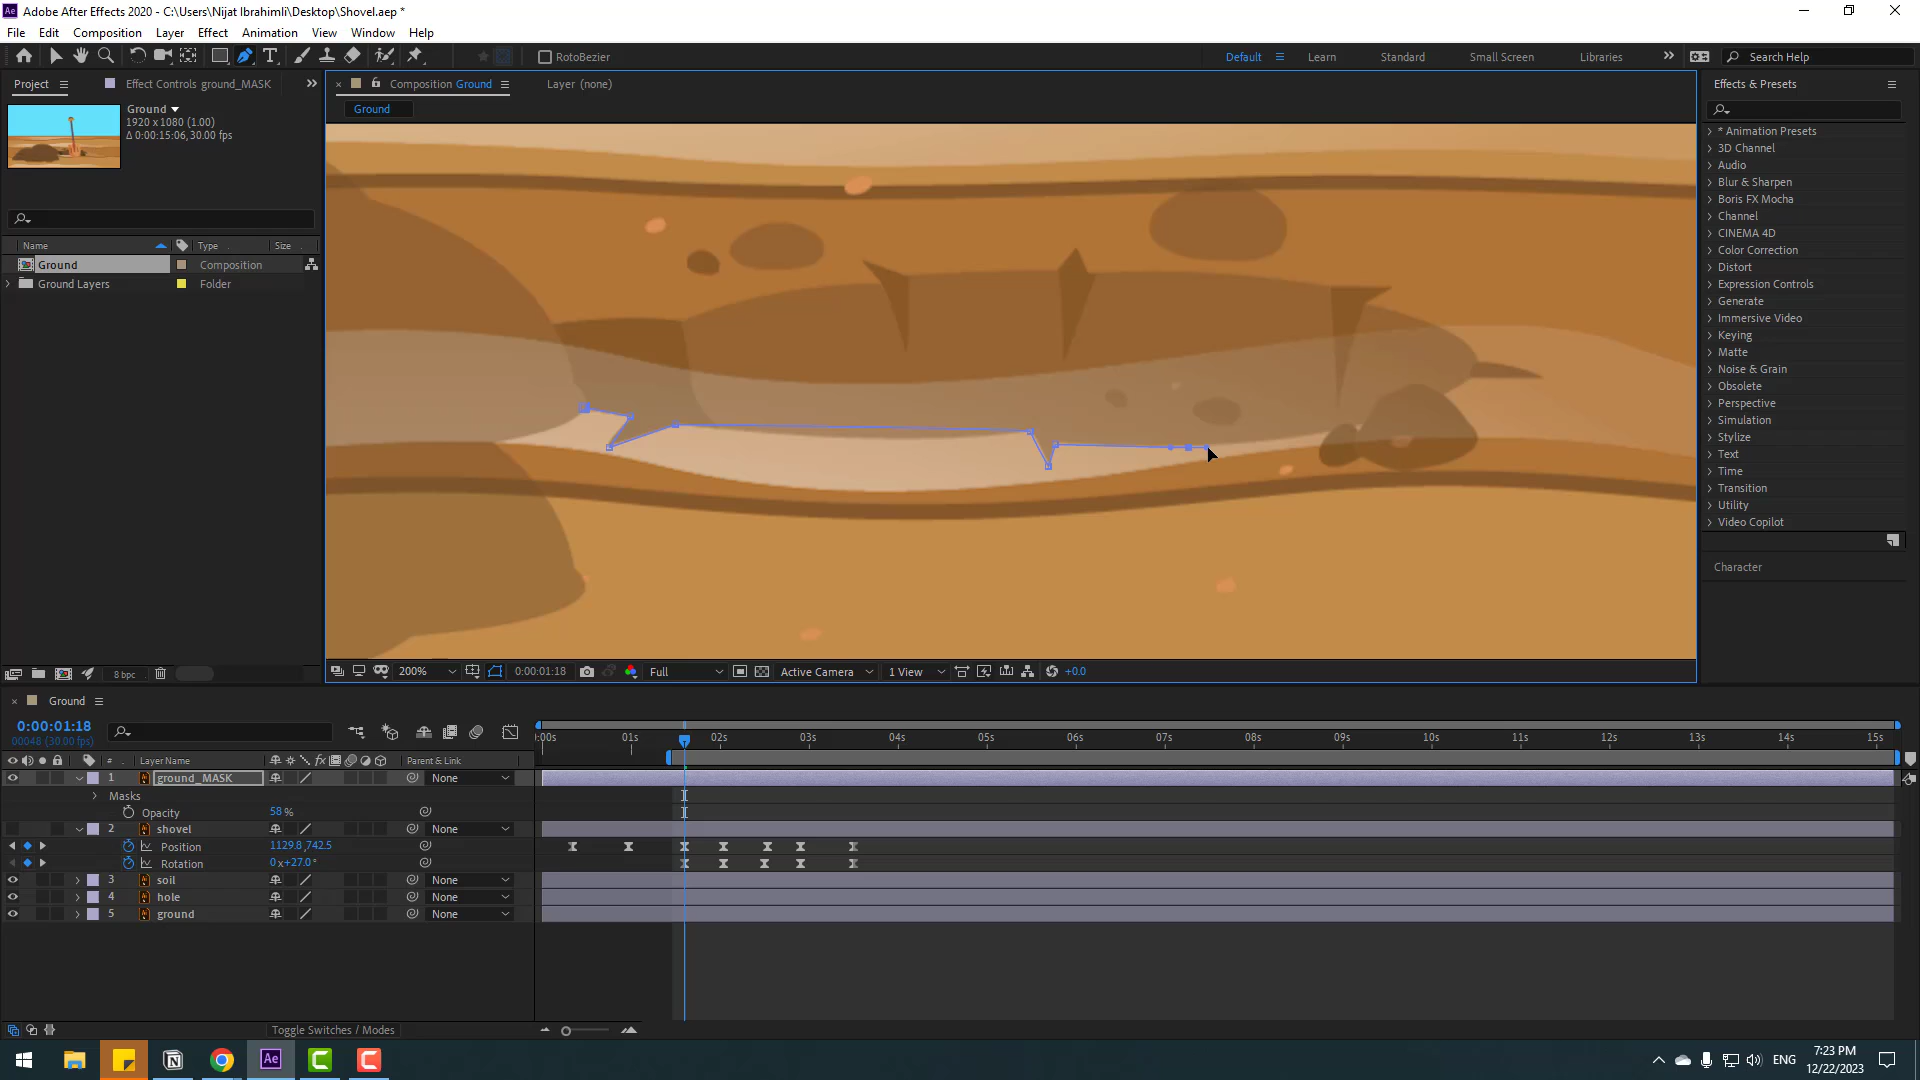 Adobe After Effects 2020 - C:\Users\Nijat Ibrahimli\Desktop\Shovel.aep *
File Edit Composition Layer Effect Animation View Window Help
RotoBezier Default Learn Standard Small Screen Libraries Search Help
Project Effect Controls ground_MASK Composition Ground Layer (none) Effects & Presets
Ground
1920 x 1080 (1.00)
Δ 0:00:15:06, 30.00 fps
Name Type Size
Ground Composition
Ground Layers Folder
8 bpc
Ground
200% 0:00:01:18 Full Active Camera 1 View +0.0
* Animation Presets
3D Channel
Audio
Blur & Sharpen
Boris FX Mocha
Channel
CINEMA 4D
Color Correction
Distort
Expression Controls
Generate
Immersive Video
Keying
Matte
Noise & Grain
Obsolete
Perspective
Simulation
Stylize
Text
Time
Transition
Utility
Video Copilot
Character
Ground
0:00:01:18
00048 (30.00 fps)
:00s 01s 02s 03s 04s 05s 06s 07s 08s 09s 10s 11s 12s 13s 14s 15s
# Layer Name fx Parent & Link
1 ground_MASK None
Masks
Opacity 58 %
2 shovel None
Position 1129.8,742.5
Rotation 0x+27.0°
3 soil None
4 hole None
5 ground None
Toggle Switches / Modes
Ae
ENG
7:23 PM
12/22/2023